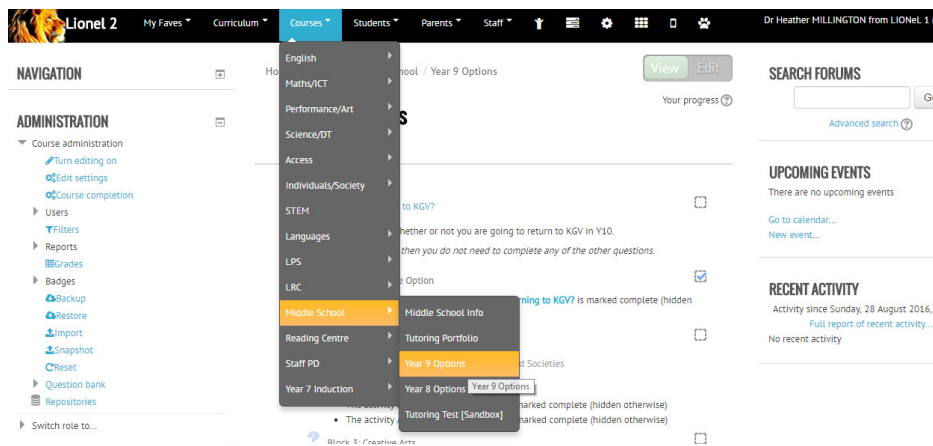 Lionel 2
My Faves
Curriculum
Courses
Students
Parents
Staff
Dr Heather MILLINGTON from LIONeL 1
NAVIGATION
ADMINISTRATION
Course administration
Turn editing on
Edit settings
Course completion
Users
Filters
Reports
Grades
Badges
Backup
Restore
Import
Snapshot
Reset
Question bank
Repositories
Switch role to...
English
Maths/ICT
Performance/Art
Science/DT
Access
Individuals/Society
STEM
Languages
LPS
LRC
Middle School
Reading Centre
Staff PD
Year 7 Induction
Middle School Info
Tutoring Portfolio
Year 9 Options
Year 8 Options
Year 9 Options
Tutoring Test [Sandbox]
Ho
ool / Year 9 Options
View Edit
Your progress
s
to KGV?
hether or not you are going to return to KGV in Y10.
then you do not need to complete any of the other questions.
Option
rning to KGV? is marked complete (hidden
d Societies
marked complete (hidden otherwise)
The activity
marked complete (hidden otherwise)
Block 3: Creative Arts
SEARCH FORUMS
G
Advanced search
UPCOMING EVENTS
There are no upcoming events
Go to calendar...
New event...
RECENT ACTIVITY
Activity since Sunday, 28 August 2016,
Full report of recent activity...
No recent activity